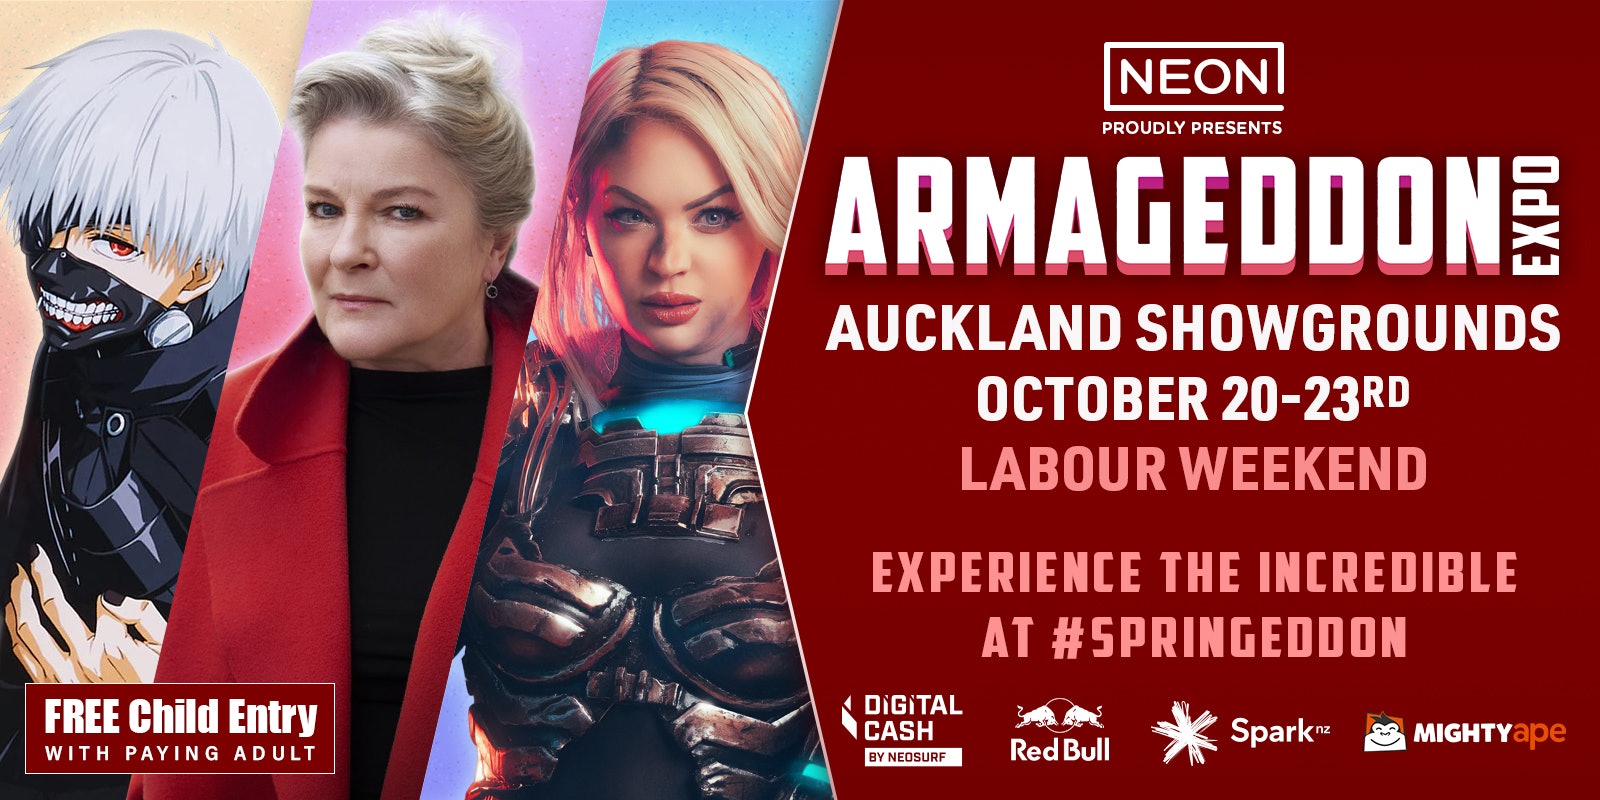 NEON
PROUDLY PRESENTS
ARMAGEDDON
EXPO
AUCKLAND SHOWGROUNDS
OCTOBER 20-23RD
LABOUR WEEKEND
EXPERIENCE THE INCREDIBLE
AT #SPRINGEDDON
FREE Child Entry
WITH PAYING ADULT
DiGiTAL
CASH
BY NEOSURF
Red Bull
Spark nz
MIGHTYape